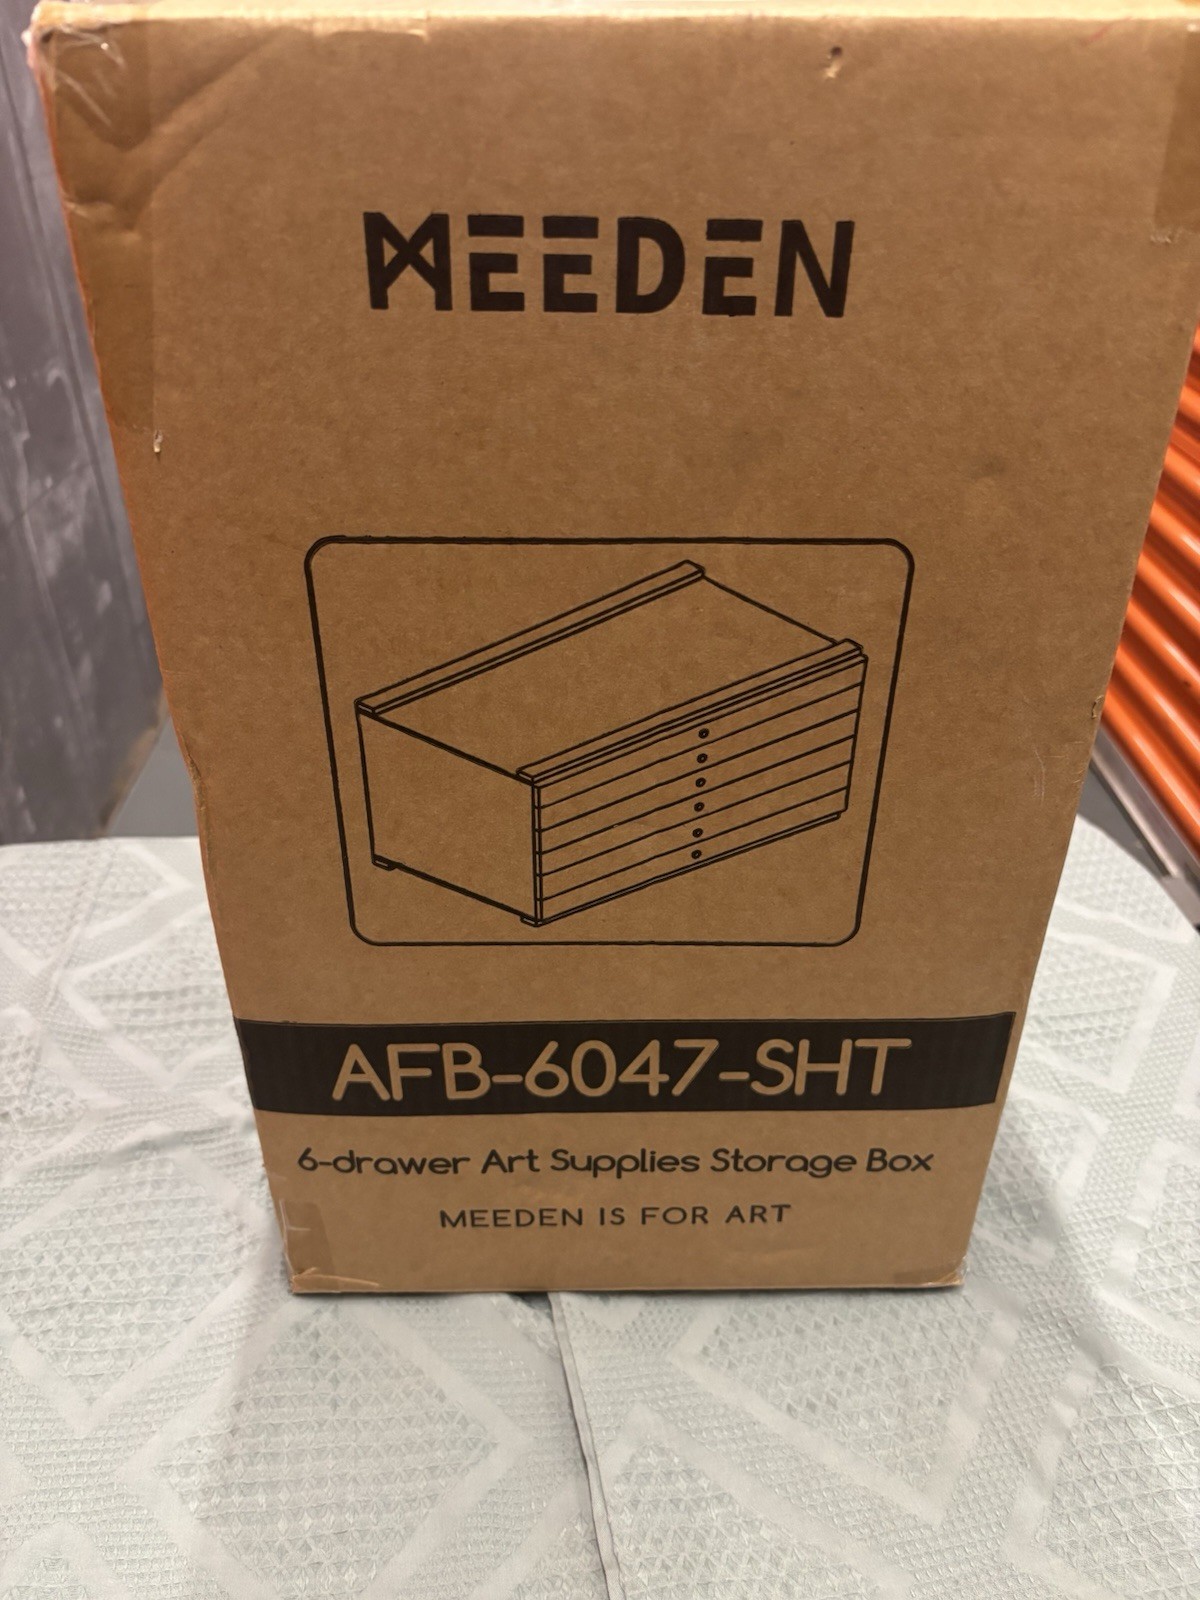 MEEDEN
AFB-6047-SHT
6-drawer Art Supplies Storage Box
MEEDEN IS FOR ART